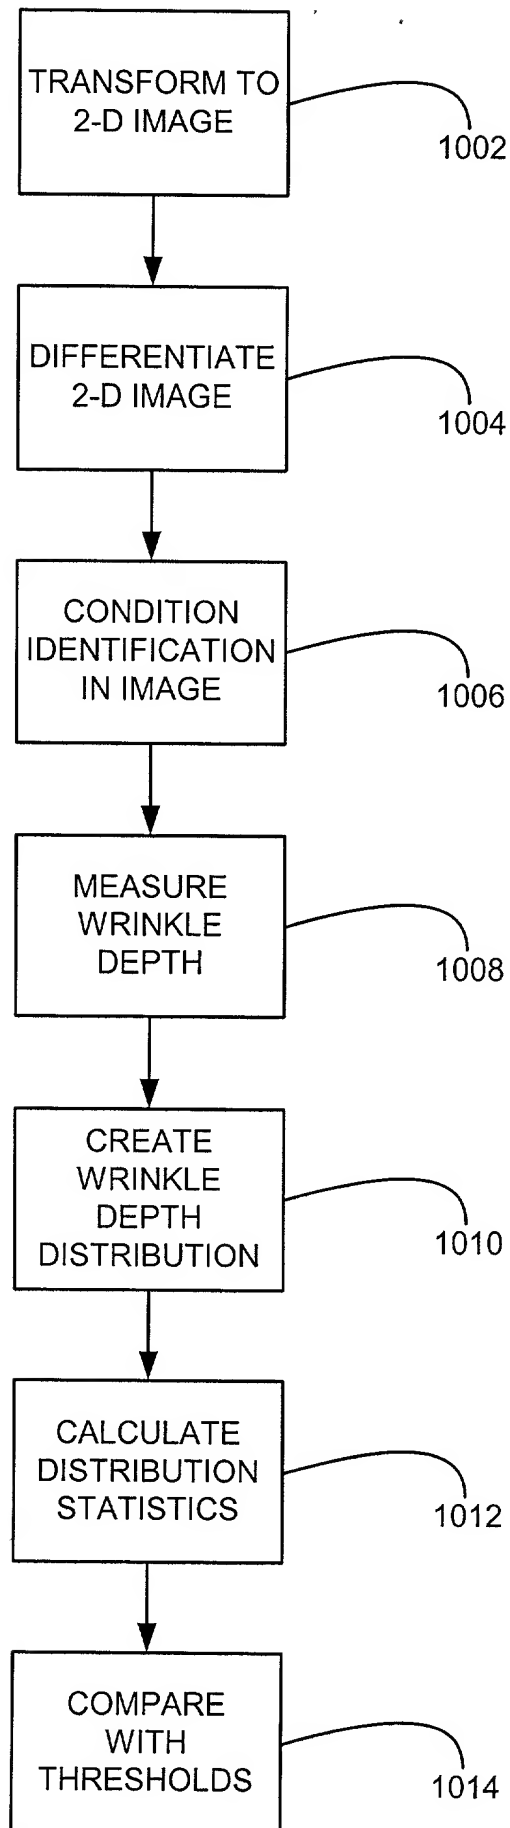 TRANSFORM TO
2-D IMAGE
1002
DIFFERENTIATE
2-D IMAGE
1004
CONDITION
IDENTIFICATION
IN IMAGE
1006
MEASURE
WRINKLE
DEPTH
1008
CREATE
WRINKLE
DEPTH
DISTRIBUTION
1010
CALCULATE
DISTRIBUTION
STATISTICS
1012
COMPARE
WITH
THRESHOLDS
1014